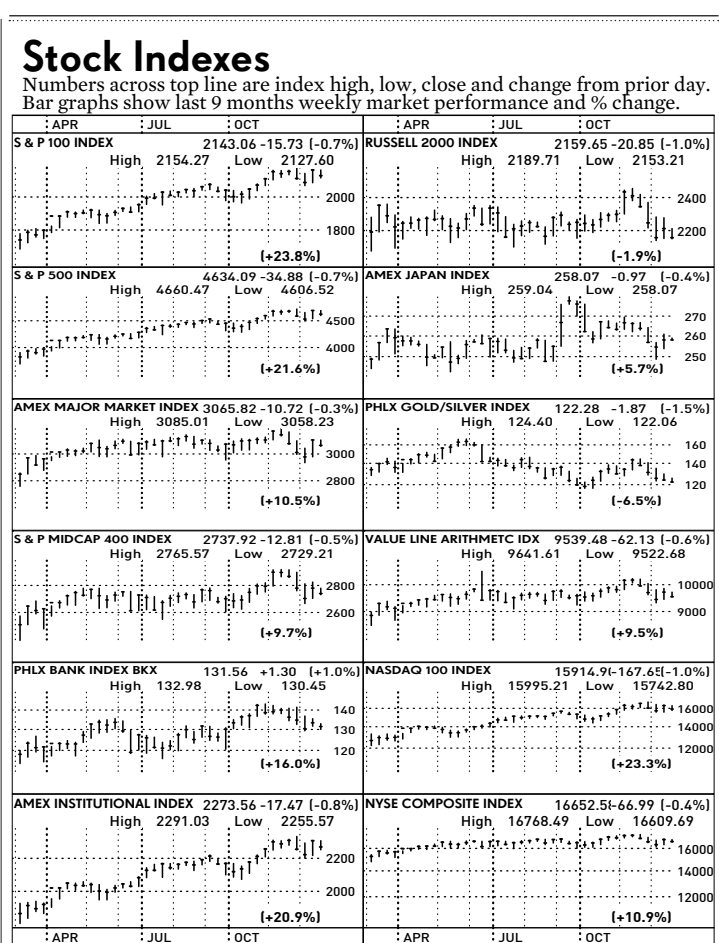 Stock Indexes
Numbers across top line are index high, low, close and change from prior day.
Bar graphs show last 9 months weekly market performance and % change.
APR JUL OCT APR JUL OCT
S & P 100 INDEX 2143.06 -15.73 (-0.7%)
High 2154.27 Low 2127.60
2000
1800
(+23.8%)
RUSSELL 2000 INDEX 2159.65 -20.85 (-1.0%)
High 2189.71 Low 2153.21
2400
2200
(-1.9%)
S & P 500 INDEX 4634.09 -34.88 (-0.7%)
High 4660.47 Low 4606.52
4500
4000
(+21.6%)
AMEX JAPAN INDEX 258.07 -0.97 (-0.4%)
High 259.04 Low 258.07
270
260
250
(+5.7%)
AMEX MAJOR MARKET INDEX 3065.82 -10.72 (-0.3%)
High 3085.01 Low 3058.23
3000
2800
(+10.5%)
PHLX GOLD/SILVER INDEX 122.28 -1.87 (-1.5%)
High 124.40 Low 122.06
160
140
120
(-6.5%)
S & P MIDCAP 400 INDEX 2737.92 -12.81 (-0.5%)
High 2765.57 Low 2729.21
2800
2600
(+9.7%)
VALUE LINE ARITHMETC IDX 9539.48 -62.13 (-0.6%)
High 9641.61 Low 9522.68
10000
9000
(+9.5%)
PHLX BANK INDEX BKX 131.56 +1.30 (+1.0%)
High 132.98 Low 130.45
140
130
120
(+16.0%)
NASDAQ 100 INDEX (-1.0%)
High 15995.21 Low 15742.80
16000
14000
12000
(+23.3%)
AMEX INSTITUTIONAL INDEX 2273.56 -17.47 (-0.8%)
High 2291.03 Low 2255.57
2200
2000
(+20.9%)
NYSE COMPOSITE INDEX -66.99 (-0.4%)
High 16768.49 Low 16609.69
16000
14000
12000
(+10.9%)
APR JUL OCT APR JUL OCT